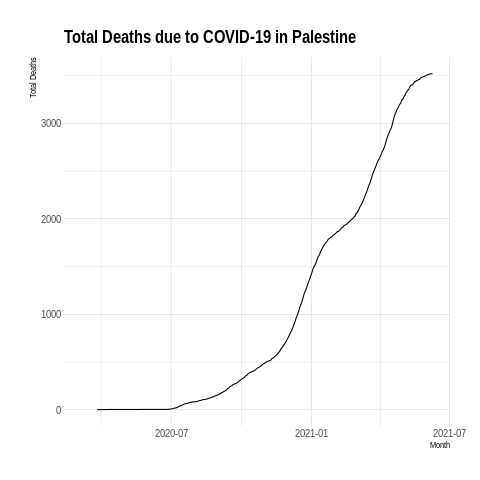 Total Deaths due to COVID-19 in Palestine
Total Deaths
3000
2000
1000
0
2020-07 2021-01 2021-07
Month